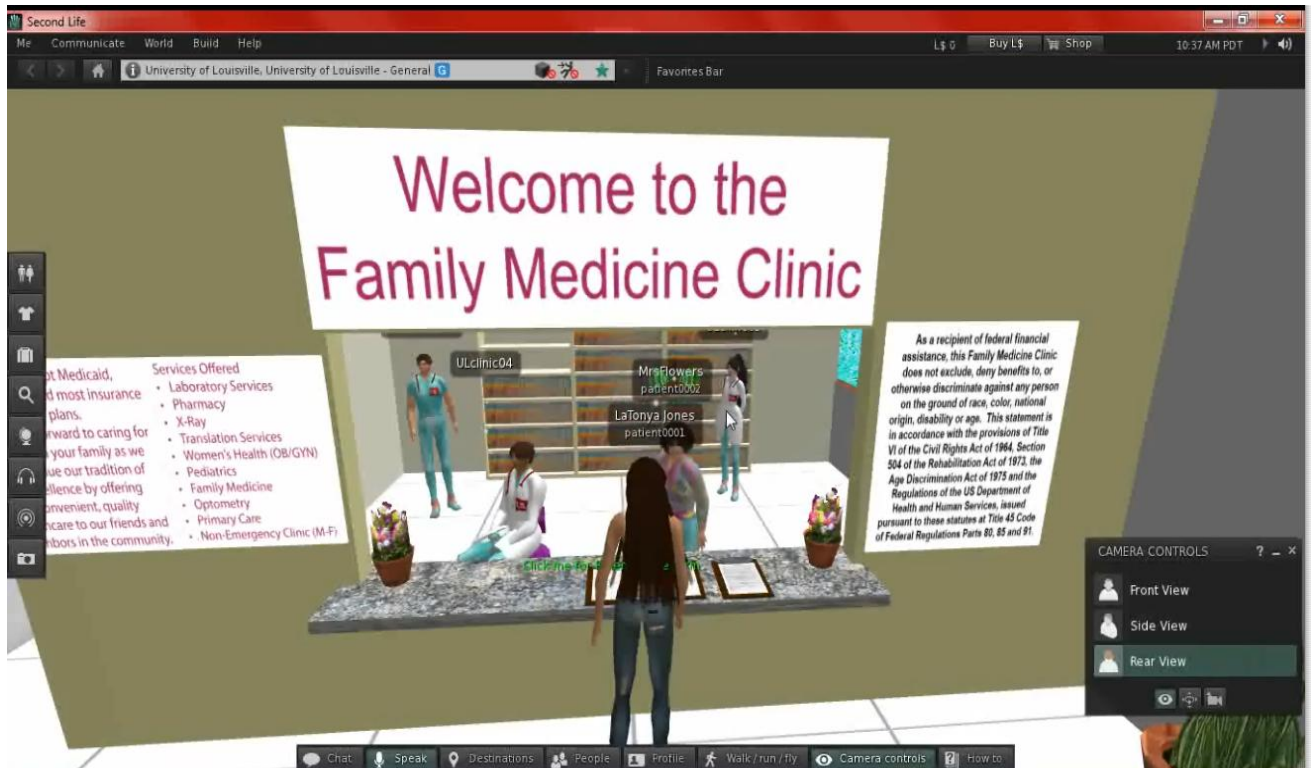 Second Life
Me Communicate World Build Help
L$ 0 Buy L$ Shop 10:37 AM PDT
University of Louisville, University of Louisville - General G
Favorites Bar
Welcome to the
Family Medicine Clinic
Medicaid,
most insurance
plans.
to caring for
your family as we
our tradition of
by offering
quality
to our friends and
in the community.
Services Offered
• Laboratory Services
• Pharmacy
• X-Ray
• Translation Services
• Women's Health (OB/GYN)
• Pediatrics
• Family Medicine
• Optometry
• Primary Care
• Non-Emergency Clinic (M-F)
ULclinic04
MrsFlowers
patient0002
LaTonya Jones
patient0001
Click me for
As a recipient of federal financial
assistance, this Family Medicine Clinic
does not exclude, deny benefits to, or
otherwise discriminate against any person
on the ground of race, color, national
origin, disability or age. This statement is
in accordance with the provisions of Title
VI of the Civil Rights Act of 1964, Section
504 of the Rehabilitation Act of 1973, the
Age Discrimination Act of 1975 and the
Regulations of the US Department of
Health and Human Services, issued
pursuant to these statutes at Title 45 Code
of Federal Regulations Parts 80, 85 and 91.
CAMERA CONTROLS ?
Front View
Side View
Rear View
Chat Speak Destinations People Profile Walk / run / fly Camera controls How to